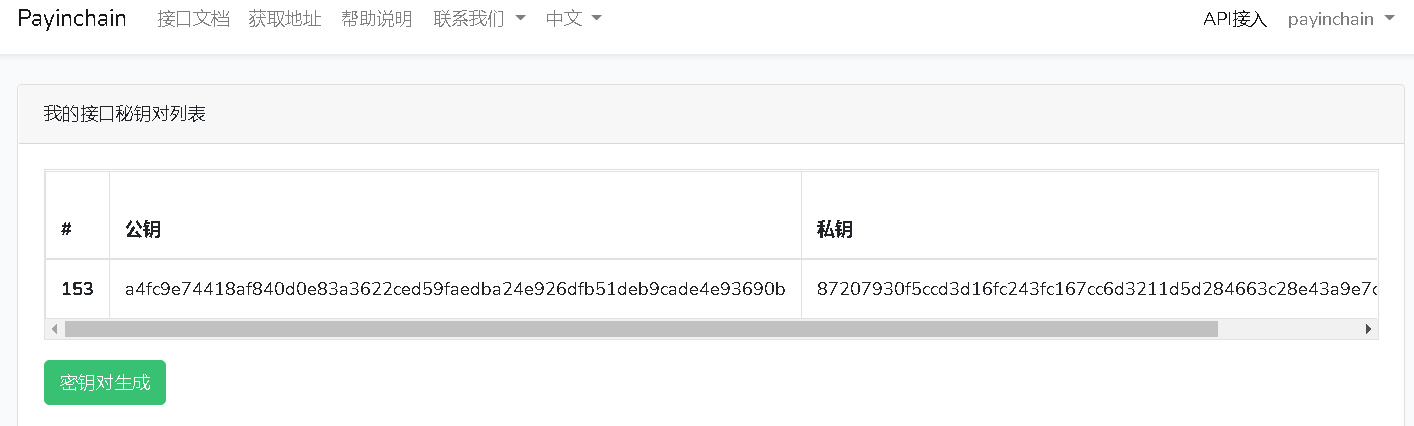 Payinchain 接口文档 获取地址 帮助说明 联系我们 中文 API接入 payinchain
我的接口秘钥对列表
# 公钥 私钥
153 a4fc9e74418af840d0e83a3622ced59faedba24e926dfb51deb9cade4e93690b 87207930f5ccd3d16fc243fc167cc6d3211d5d284663c28e43a9e7c
密钥对生成